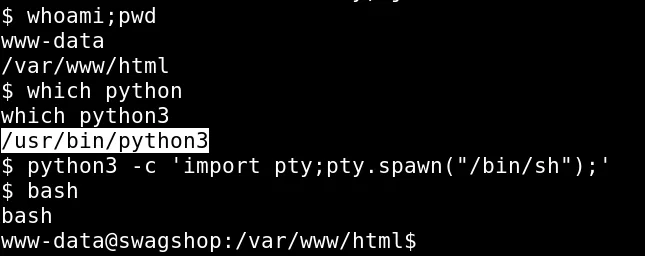 $ whoami;pwd
www-data
/var/www/html
$ which python
which python3
/usr/bin/python3
$ python3 -c 'import pty;pty.spawn("/bin/sh");'
$ bash
bash
www-data@swagshop:/var/www/html$